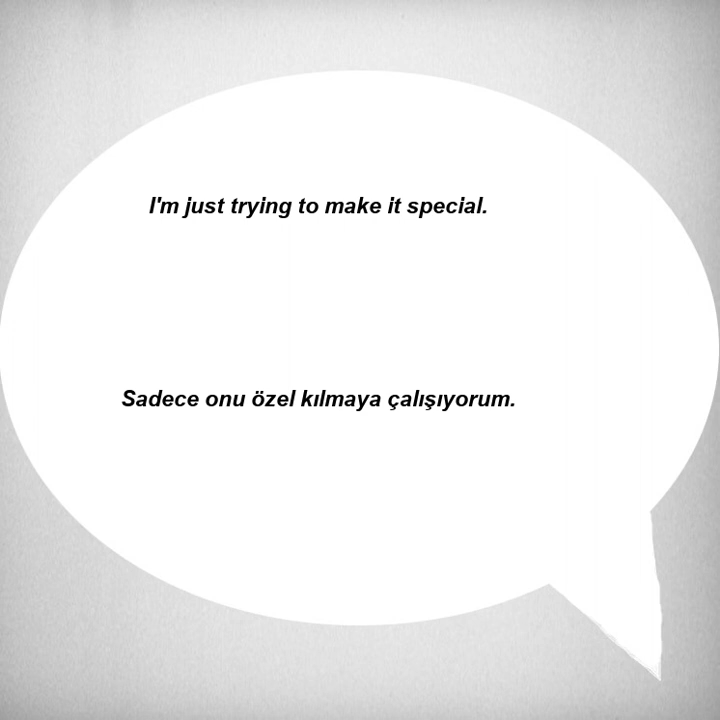 I'm just trying to make it special.
Sadece onu özel kılmaya çalışıyorum.